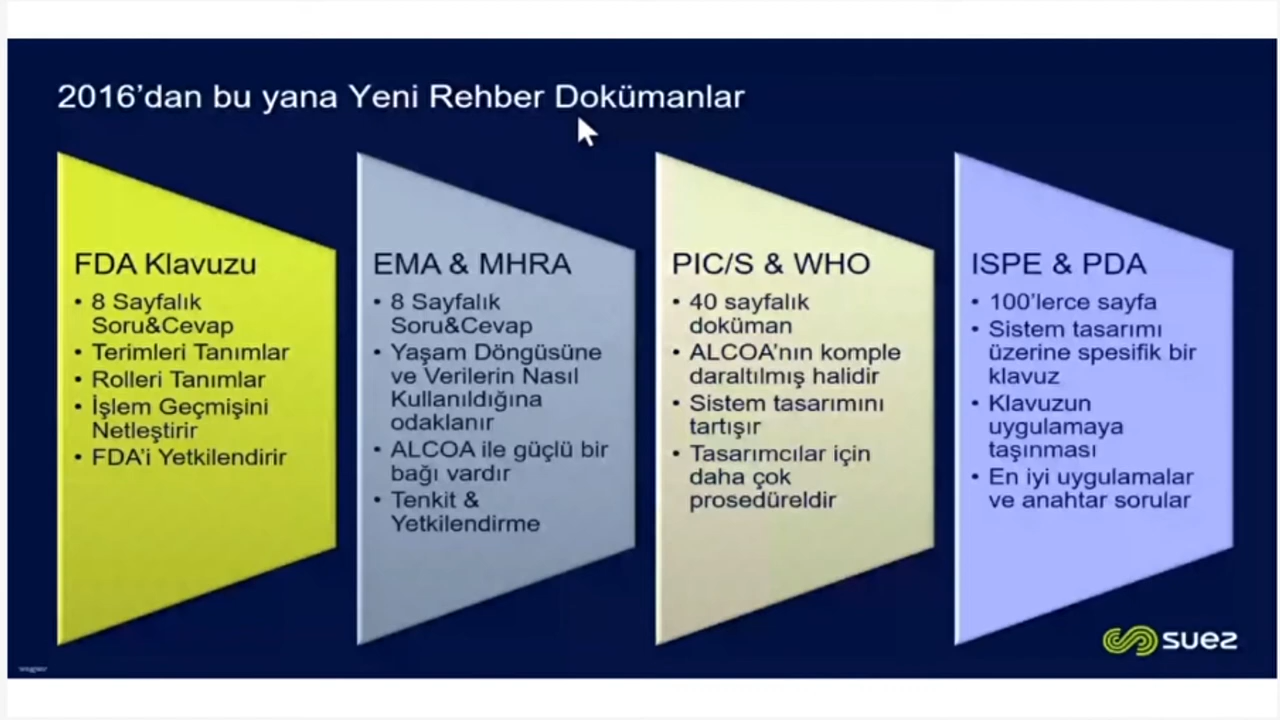 2016'dan bu yana Yeni Rehber Dokümanlar
FDA Klavuzu
• 8 Sayfalık
Soru&Cevap
• Terimleri Tanımlar
• Rolleri Tanımlar
• İşlem Geçmişini
Netleştirir
• FDA'i Yetkilendirir
EMA & MHRA
• 8 Sayfalık
Soru&Cevap
• Yaşam Döngüsüne
ve Verilerin Nasıl
Kullanıldığına
odaklanır
• ALCOA ile güçlü bir
bağı vardır
• Tenkit &
Yetkilendirme
PIC/S & WHO
• 40 sayfalık
doküman
• ALCOA'nın komple
daraltılmış halidir
• Sistem tasarımını
tartışır
• Tasarımcılar için
daha çok
prosedüreldir
ISPE & PDA
• 100'lerce sayfa
• Sistem tasarımı
üzerine spesifik bir
klavuz
• Klavuzun
uygulamaya
taşınması
• En iyi uygulamalar
ve anahtar sorular
suez